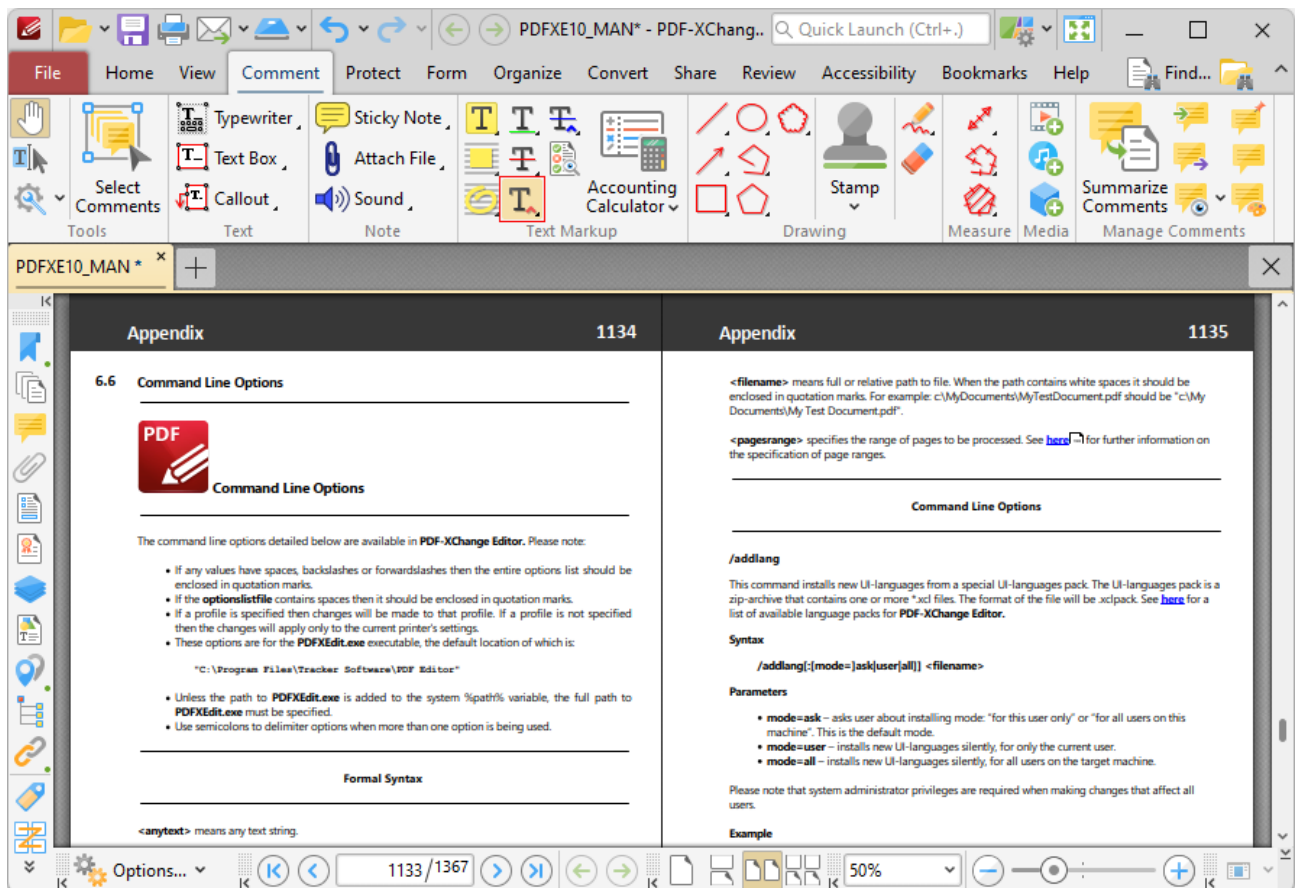 PDFXE10_MAN* - PDF-XChang.. Quick Launch (Ctrl+.)
File Home View Comment Protect Form Organize Convert Share Review Accessibility Bookmarks Help Find...
Typewriter Sticky Note
Text Box Attach File
Callout Sound
Select
Comments
Accounting
Calculator
Stamp
Summarize
Comments
Tools Text Note Text Markup Drawing Measure Media Manage Comments
PDFXE10_MAN *
Appendix 1134
6.6 Command Line Options
PDF
Command Line Options
The command line options detailed below are available in PDF-XChange Editor. Please note:
• If any values have spaces, backslashes or forwardslashes then the entire options list should be
enclosed in quotation marks.
• If the optionslistfile contains spaces then it should be enclosed in quotation marks.
• If a profile is specified then changes will be made to that profile. If a profile is not specified
then the changes will apply only to the current printer's settings.
• These options are for the PDFXEdit.exe executable, the default location of which is:
"C:\Program Files\Tracker Software\PDF Editor"
• Unless the path to PDFXEdit.exe is added to the system %path% variable, the full path to
PDFXEdit.exe must be specified.
• Use semicolons to delimiter options when more than one option is being used.
Formal Syntax
<anytext> means any text string.
Appendix 1135
<filename> means full or relative path to file. When the path contains white spaces it should be
enclosed in quotation marks. For example: c:\MyDocuments\MyTestDocument.pdf should be "c:\My
Documents\My Test Document.pdf".
<pagesrange> specifies the range of pages to be processed. See here for further information on
the specification of page ranges.
Command Line Options
/addlang
This command installs new UI-languages from a special UI-languages pack. The UI-languages pack is a
zip-archive that contains one or more *.xcl files. The format of the file will be .xclpack. See here for a
list of available language packs for PDF-XChange Editor.
Syntax
/addlang[:[mode=]ask|user|all]] <filename>
Parameters
• mode=ask – asks user about installing mode: "for this user only" or "for all users on this
machine". This is the default mode.
• mode=user – installs new UI-languages silently, for only the current user.
• mode=all – installs new UI-languages silently, for all users on the target machine.
Please note that system administrator privileges are required when making changes that affect all
users.
Example
Options... 1133/1367 50%